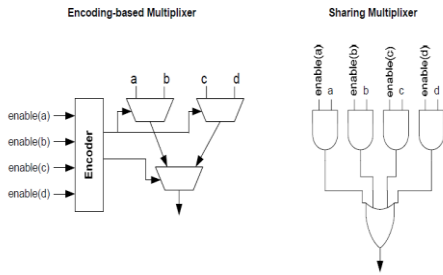 Encoding-based Multiplixer
Sharing Multiplixer
a b c d
enable(a)
enable(b)
enable(c)
enable(d)
Encoder
enable(a)
a
enable(b)
b
enable(c)
c
enable(d)
d